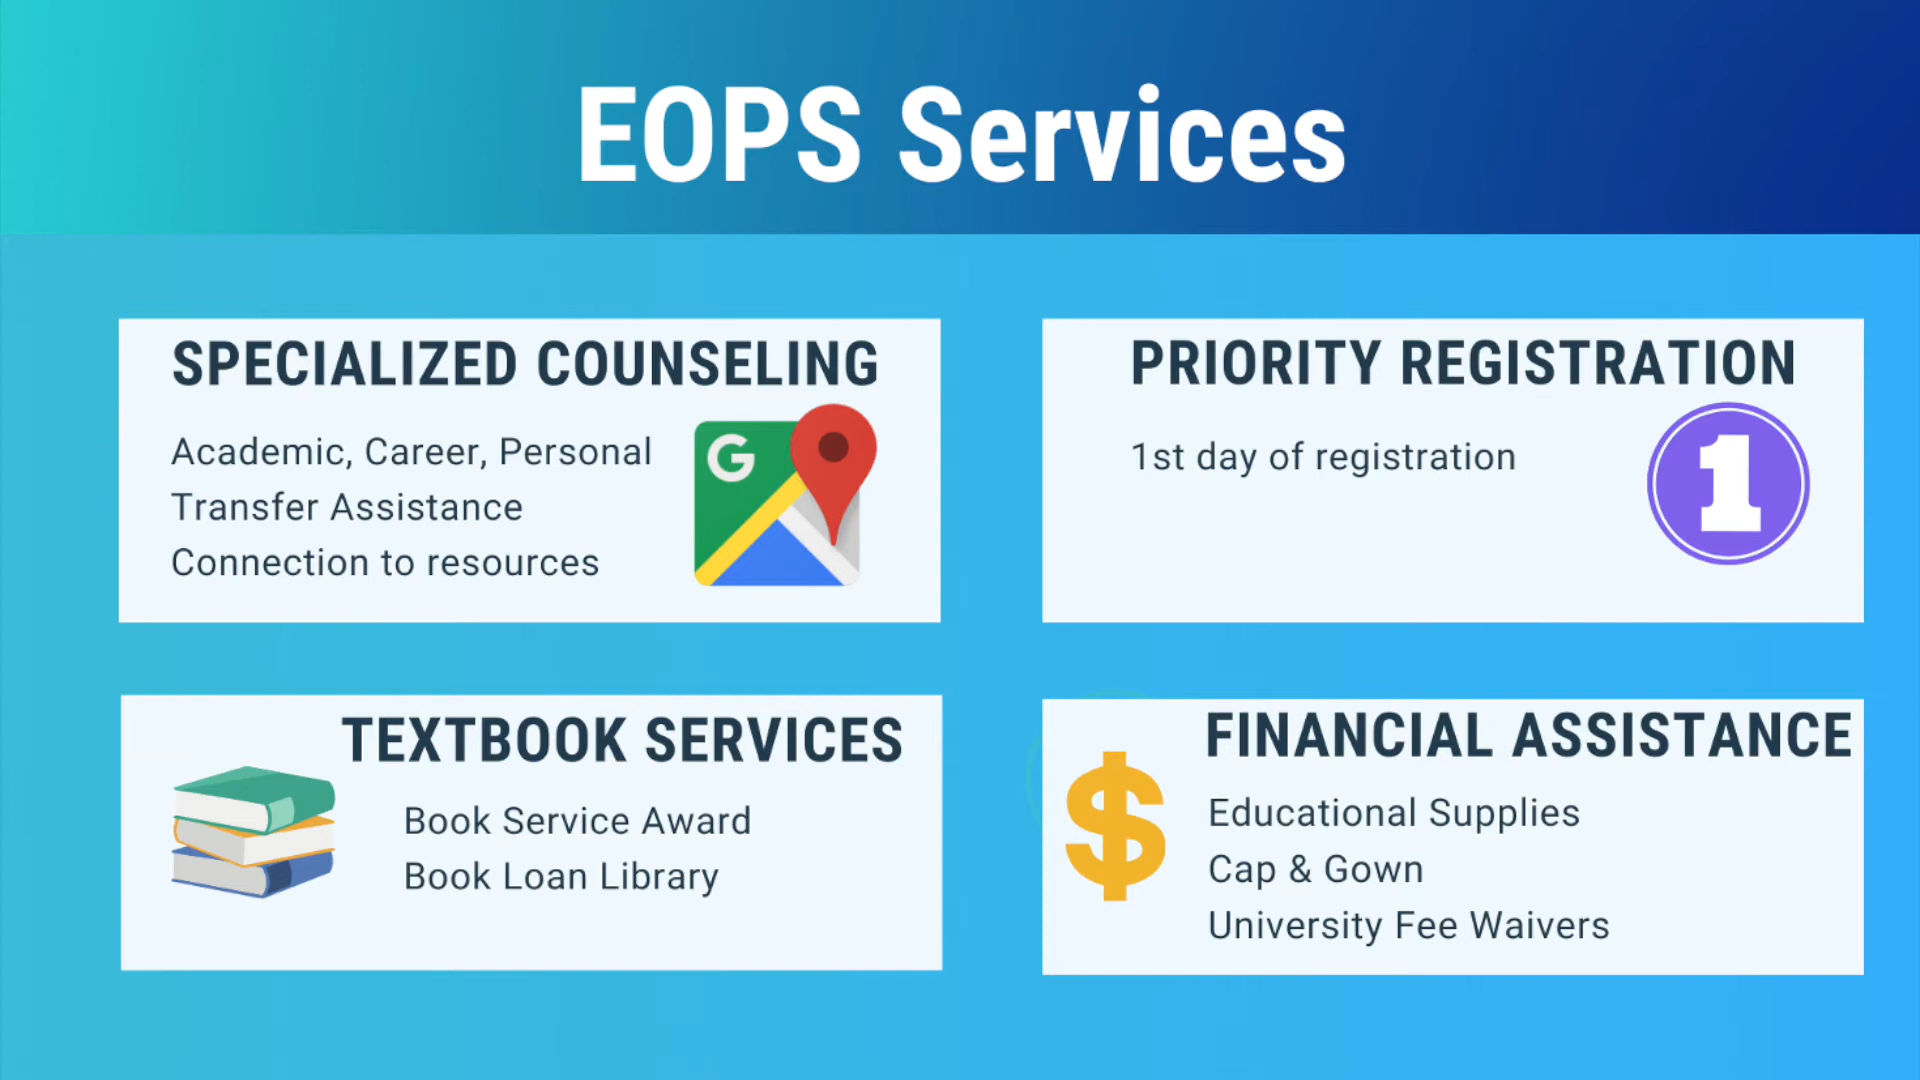 EOPS Services
SPECIALIZED COUNSELING
Academic, Career, Personal
Transfer Assistance
Connection to resources
G
PRIORITY REGISTRATION
1st day of registration
1
TEXTBOOK SERVICES
Book Service Award
Book Loan Library
FINANCIAL ASSISTANCE
$
Educational Supplies
Cap & Gown
University Fee Waivers